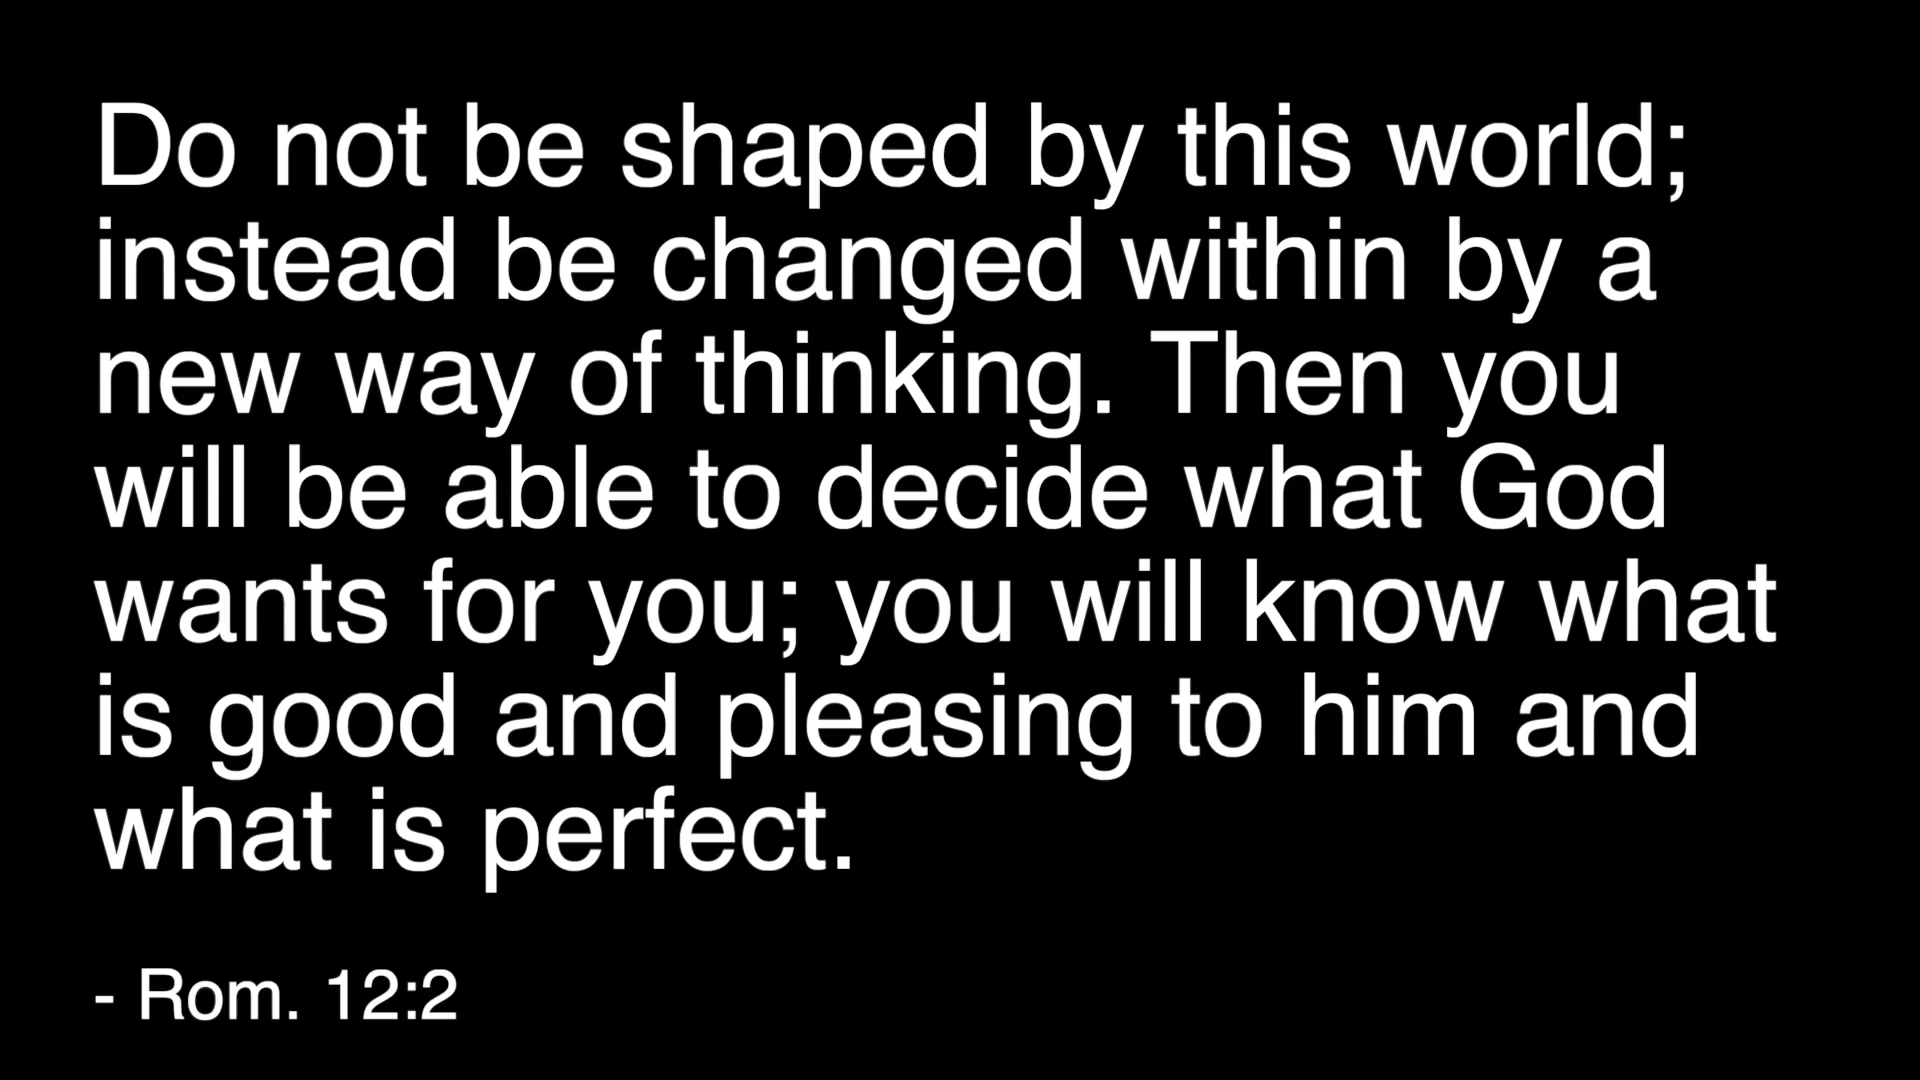 Do not be shaped by this world;
instead be changed within by a
new way of thinking. Then you
will be able to decide what God
wants for you; you will know what
is good and pleasing to him and
what is perfect.
- Rom. 12:2